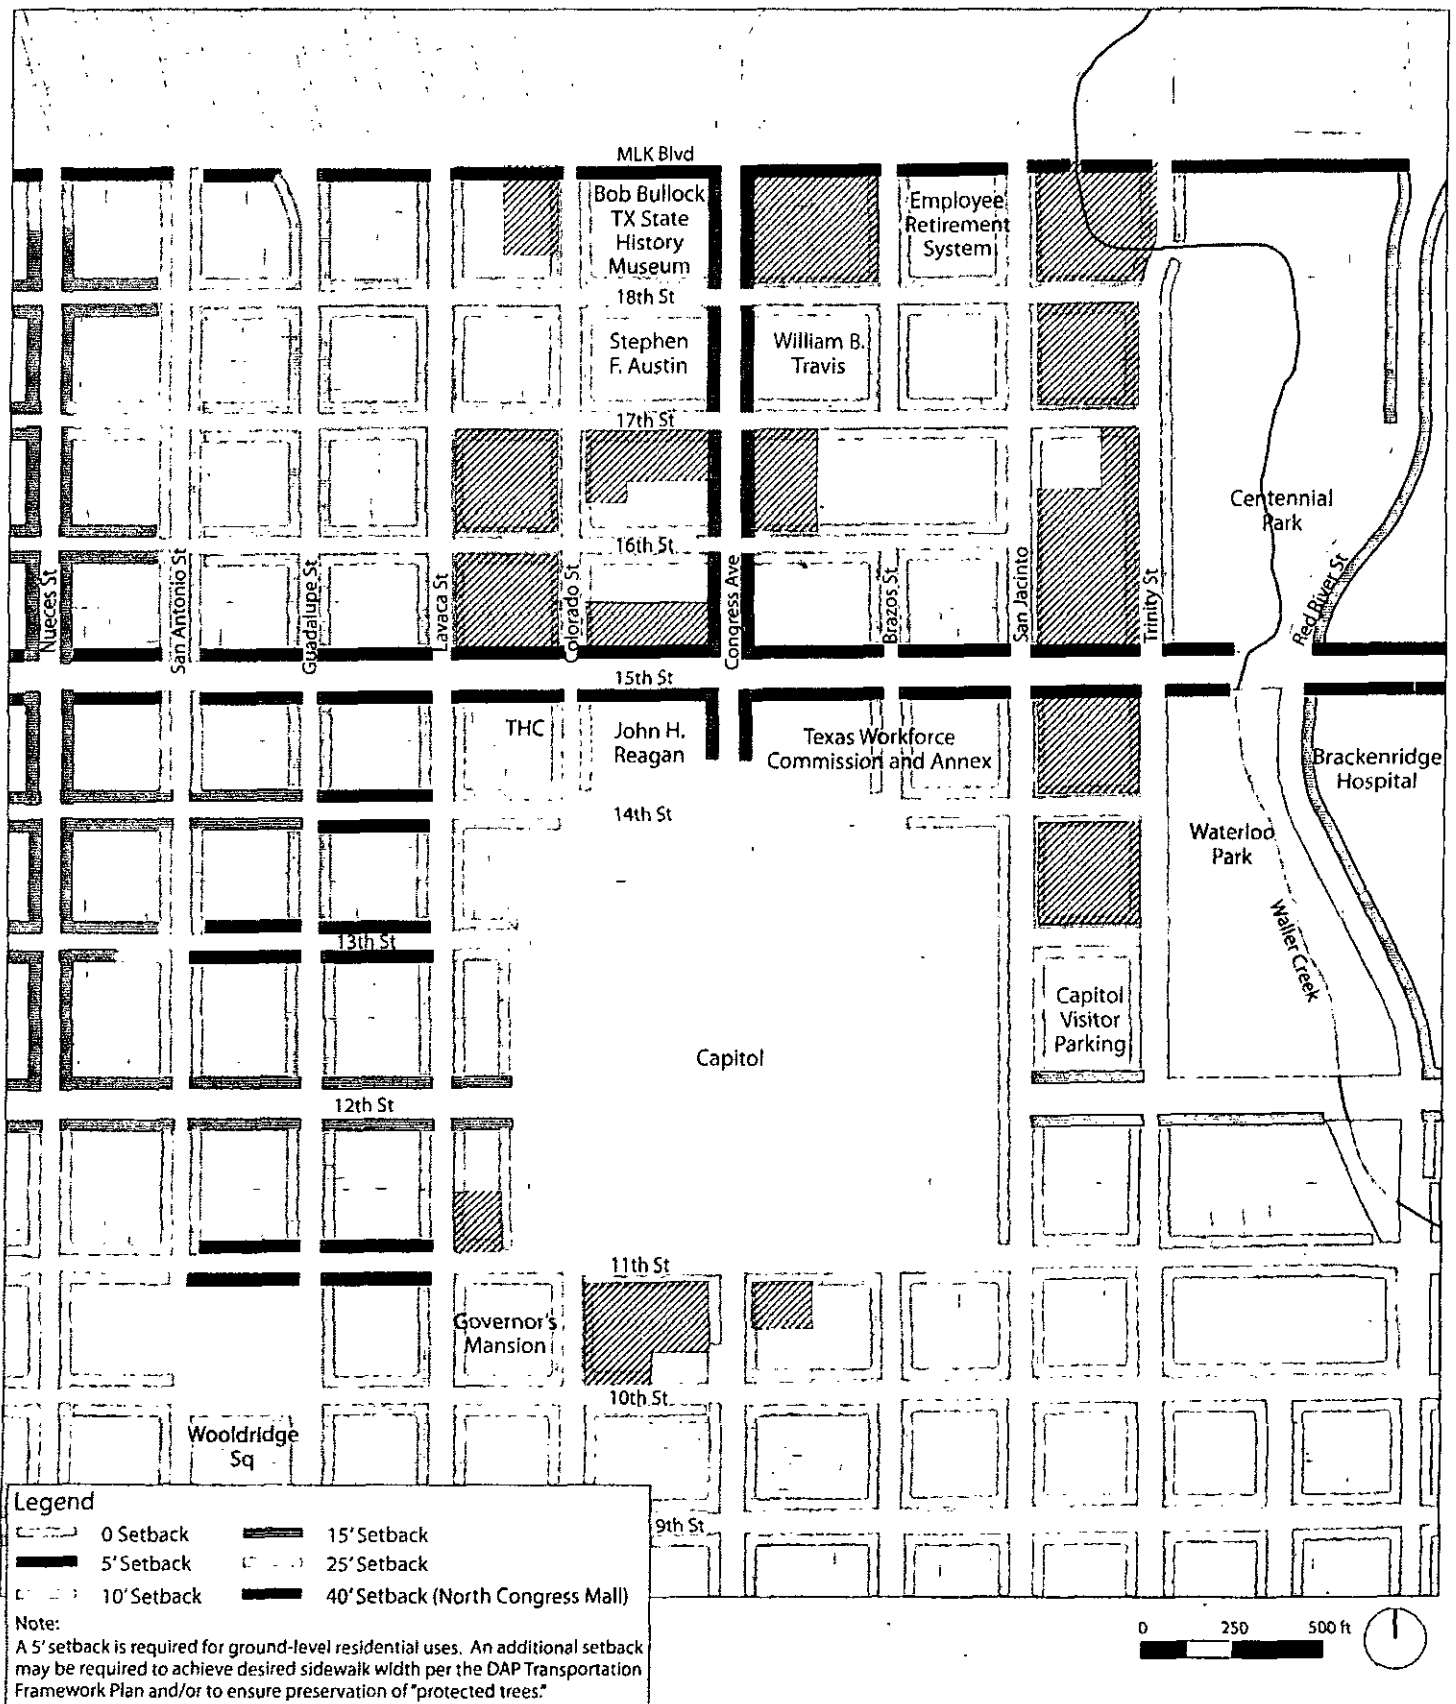 MLK Blvd
Bob Bullock
TX State
History
Museum
Employee
Retirement
System
18th St
Stephen
F. Austin
William B.
Travis
17th St
Centennial
Park
16th St
Nueces St
San Antonio St
Guadalupe St
Lavaca St
Colorado St
Congress Ave
Brazos St
San Jacinto
Trinity St
Red River St
15th St
THC
John H.
Reagan
Texas Workforce
Commission and Annex
Brackenridge
Hospital
14th St
Waterloo
Park
Waller Creek
13th St
Capitol
Visitor
Parking
Capitol
12th St
11th St
Governor's
Mansion
10th St
Wooldridge
Sq
9th St
Legend
0 Setback
15' Setback
5' Setback
25' Setback
10' Setback
40' Setback (North Congress Mall)
Note:
A 5' setback is required for ground-level residential uses. An additional setback
may be required to achieve desired sidewalk width per the DAP Transportation
Framework Plan and/or to ensure preservation of "protected trees."
0 250 500 ft